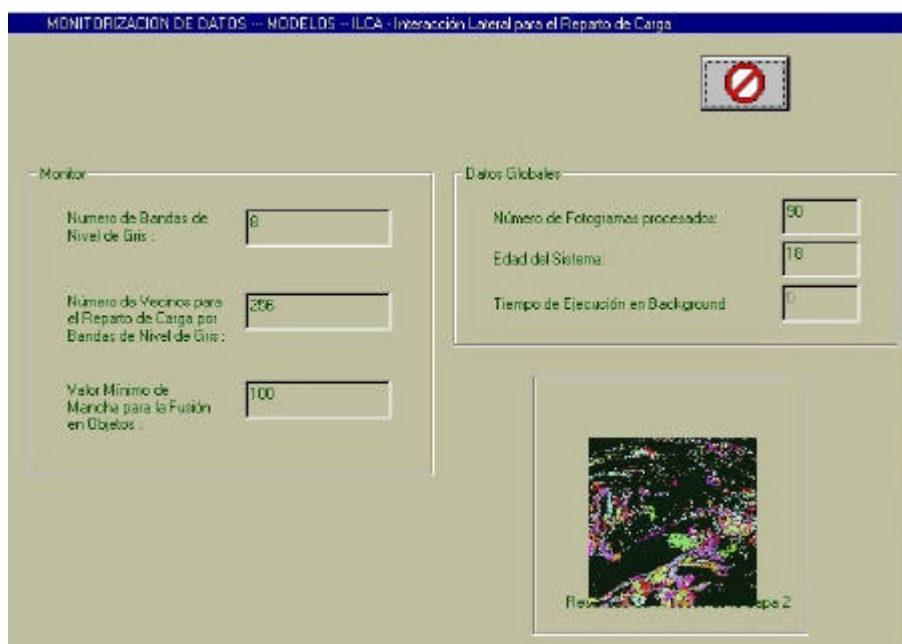 MONITORIZACION DE DATOS --- MODELOS -- ILCA - Interacción Lateral para el Reparto de Carga
Monitor
Numero de Bandas de
Nivel de Gris :
8
Número de Vecinos para
el Reparto de Carga por
Bandas de Nivel de Gris :
256
Valor Mínimo de
Mancha para la Fusión
en Objetos :
100
Datos Globales
Número de Fotogramas procesados:
90
Edad del Sistema:
18
Tiempo de Ejecución en Background
0